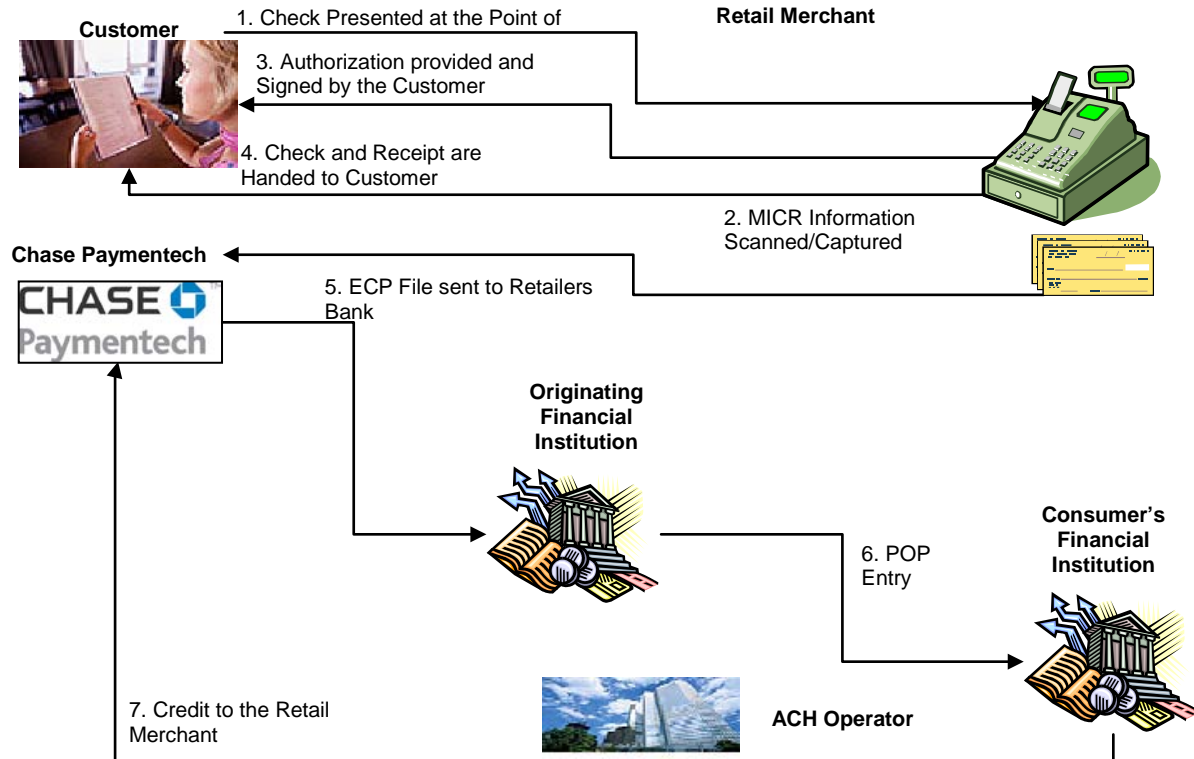 1. Check Presented at the Point of
Retail Merchant
Customer
3. Authorization provided and
Signed by the Customer
4. Check and Receipt are
Handed to Customer
2. MICR Information
Scanned/Captured
Chase Paymentech
CHASE
Paymentech
5. ECP File sent to Retailers
Bank
Originating
Financial
Institution
Consumer's
Financial
Institution
6. POP
Entry
7. Credit to the Retail
Merchant
ACH Operator